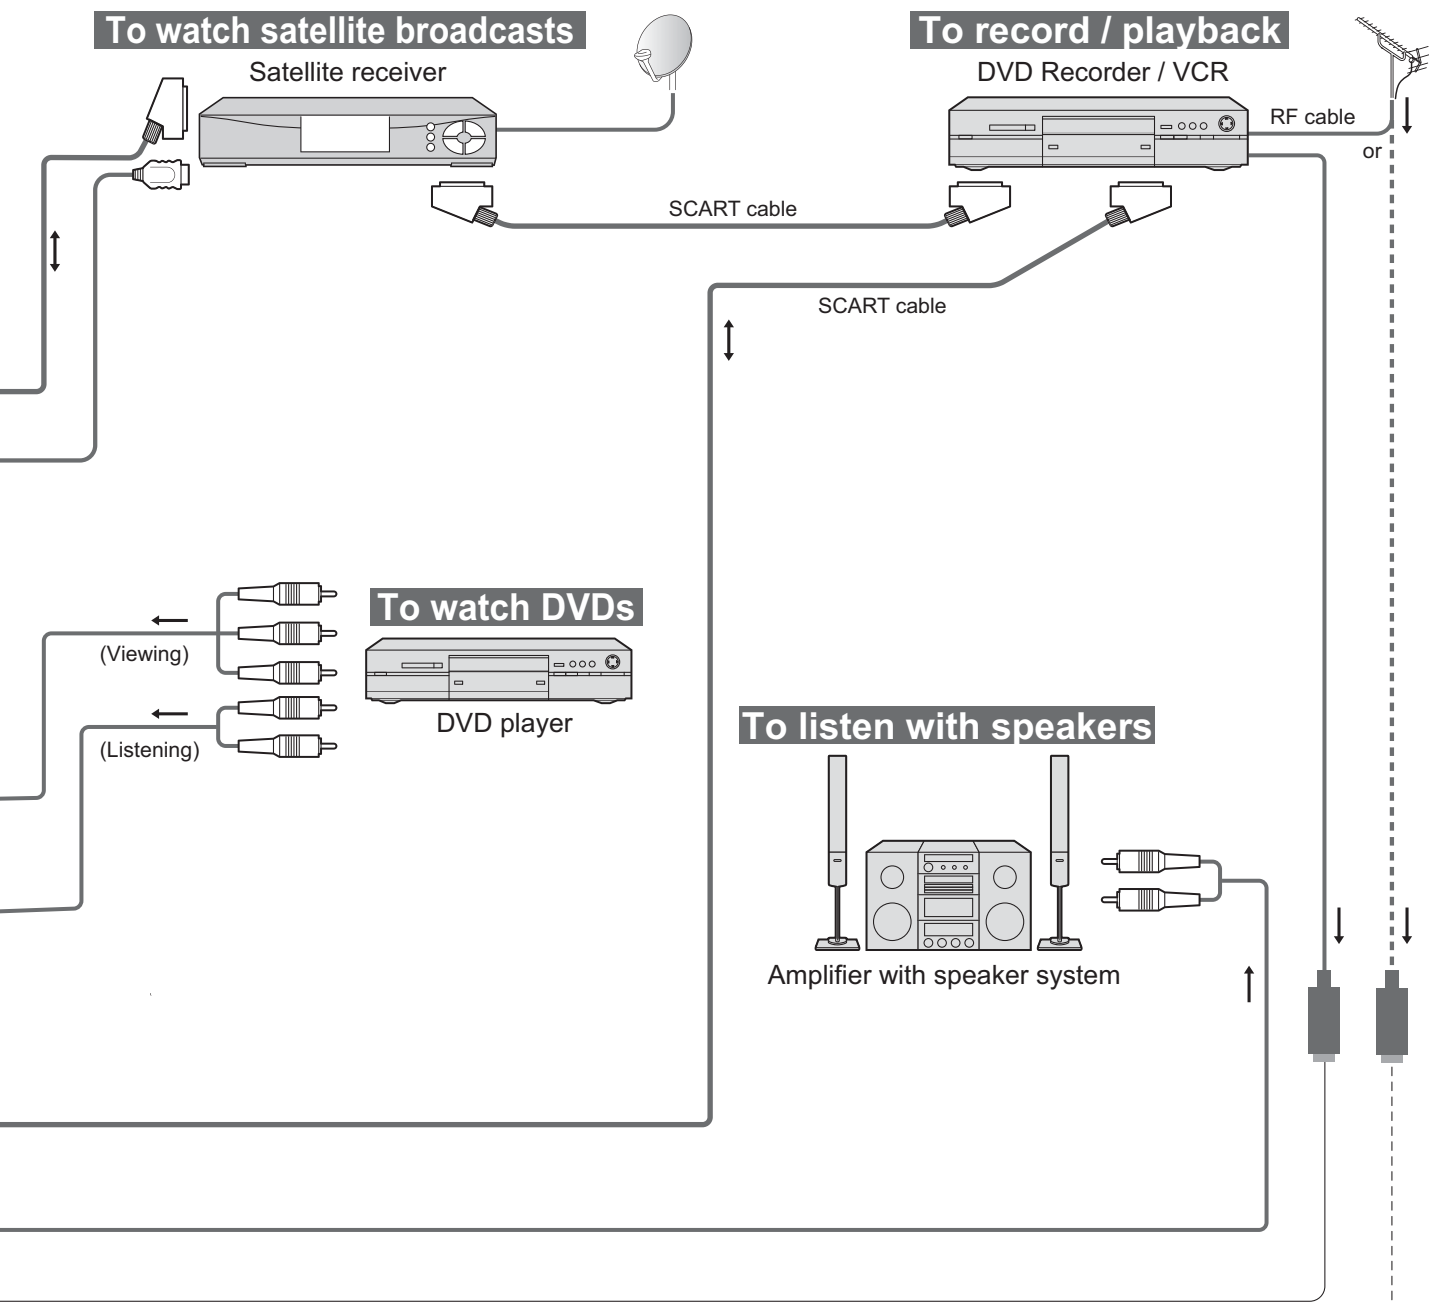 To watch satellite broadcasts
Satellite receiver
To record / playback
DVD Recorder / VCR
RF cable
or
SCART cable
SCART cable
To watch DVDs
(Viewing)
DVD player
(Listening)
To listen with speakers
Amplifier with speaker system